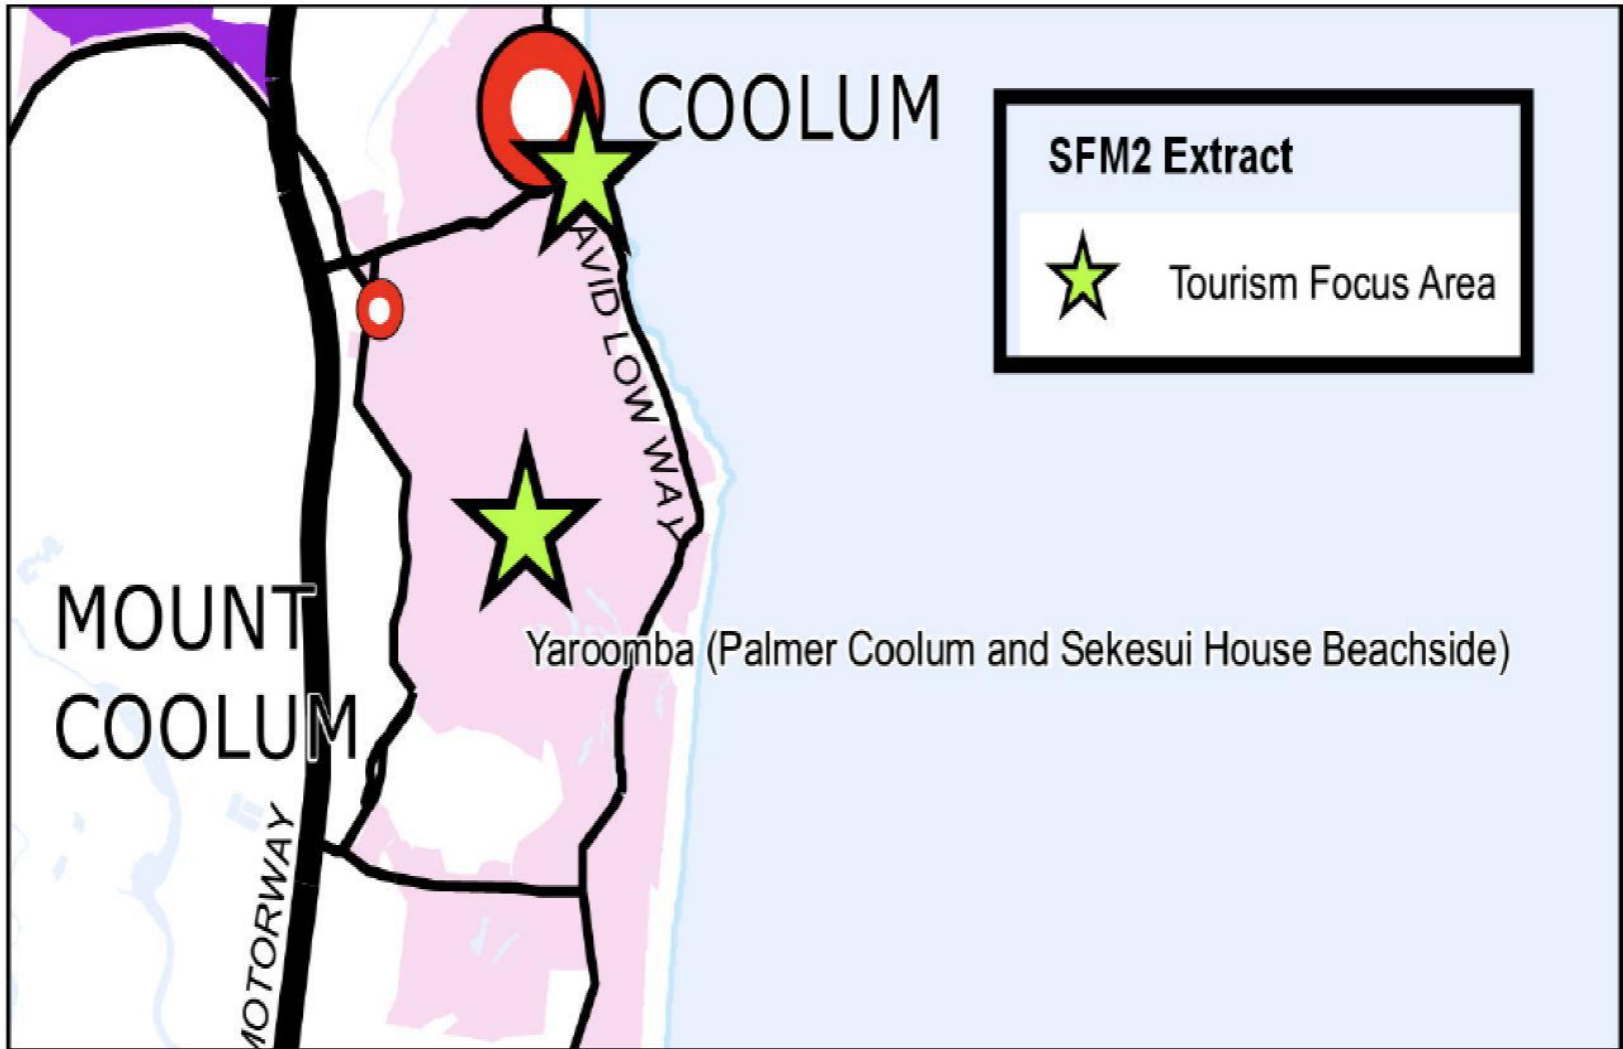 COOLUM
SFM2 Extract
Tourism Focus Area
AVID LOW WAY
MOUNT
COOLUM
Yaroomba (Palmer Coolum and Sekesui House Beachside)
MOTORWAY